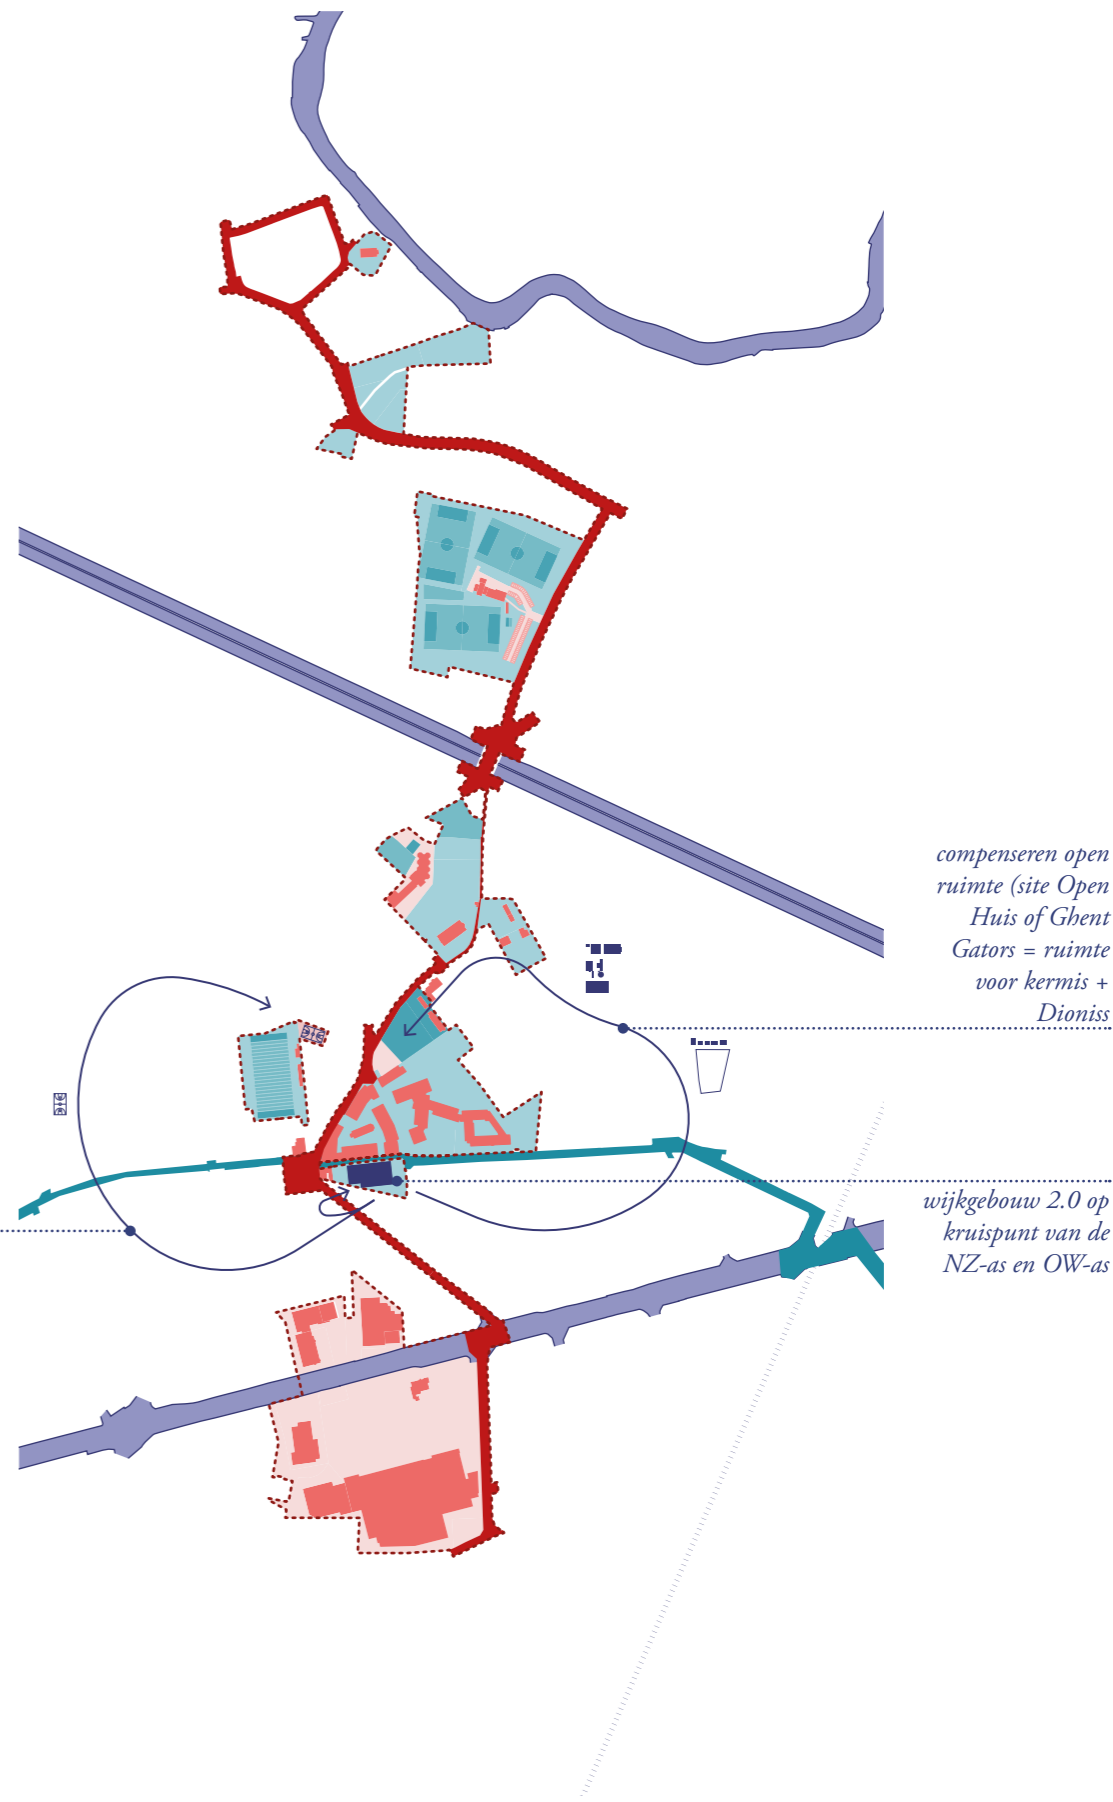 compenseren open
ruimte (site Open
Huis of Ghent
Gators = ruimte
voor kermis +
Dioniss
wijkgebouw 2.0 op
kruispunt van de
NZ-as en OW-as